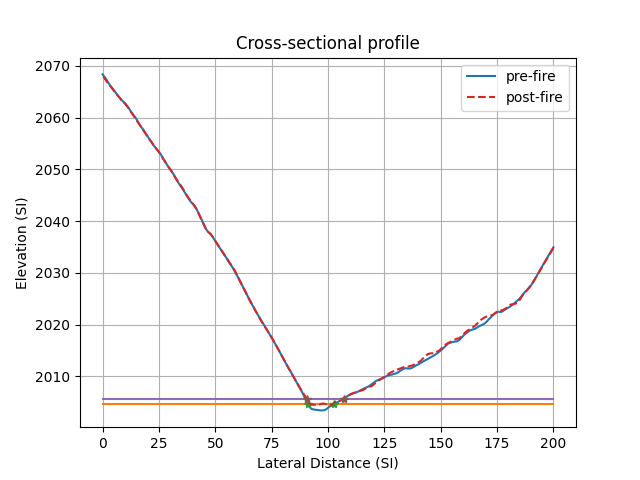 Cross-sectional profile
pre-fire
post-fire
Elevation (SI)
2070
2060
2050
2040
2030
2020
2010
0 25 50 75 100 125 150 175 200
Lateral Distance (SI)